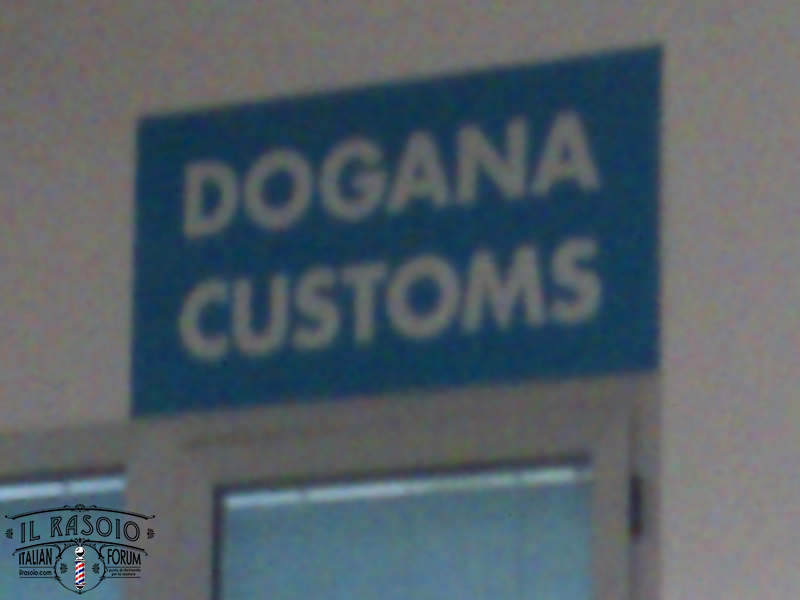 DOGANA
CUSTOMS
IL RASOIO
ITALIAN FORUM
ilrasoio.com